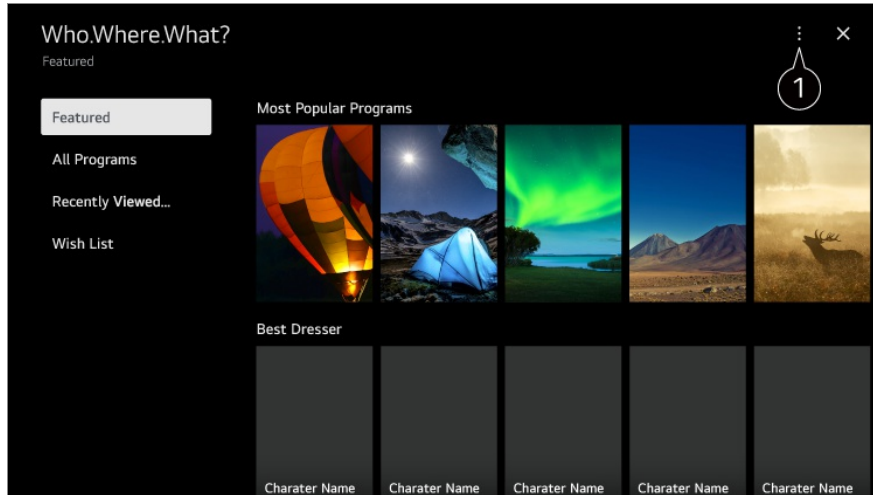 Who.Where.What?
Featured
1
Featured
All Programs
Recently Viewed...
Wish List
Most Popular Programs
Best Dresser
Charater Name
Charater Name
Charater Name
Charater Name
Charater Name